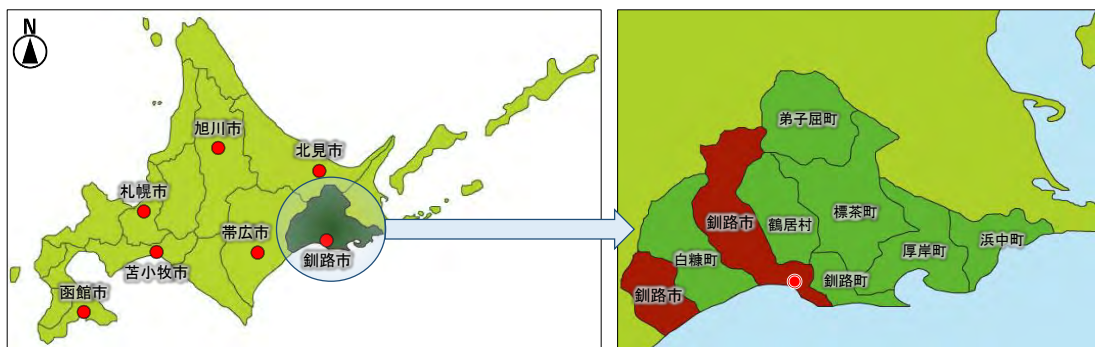 N
旭川市
北見市
札幌市
帯広市
苫小牧市
釧路市
函館市
弟子屈町
標茶町
釧路市
鶴居村
浜中町
厚岸町
白糠町
釧路町
釧路市